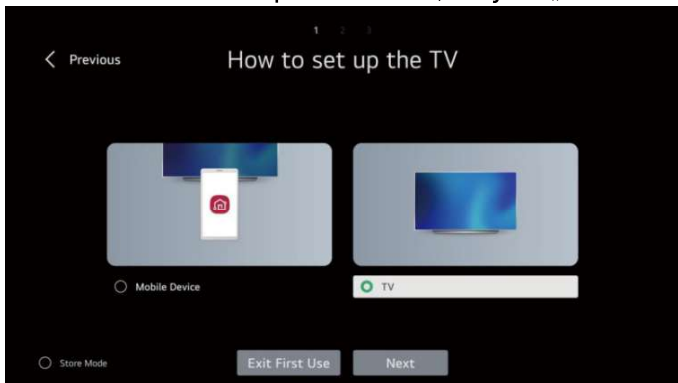 1 2 3
Previous
How to set up the TV
Mobile Device
TV
Store Mode
Exit First Use
Next